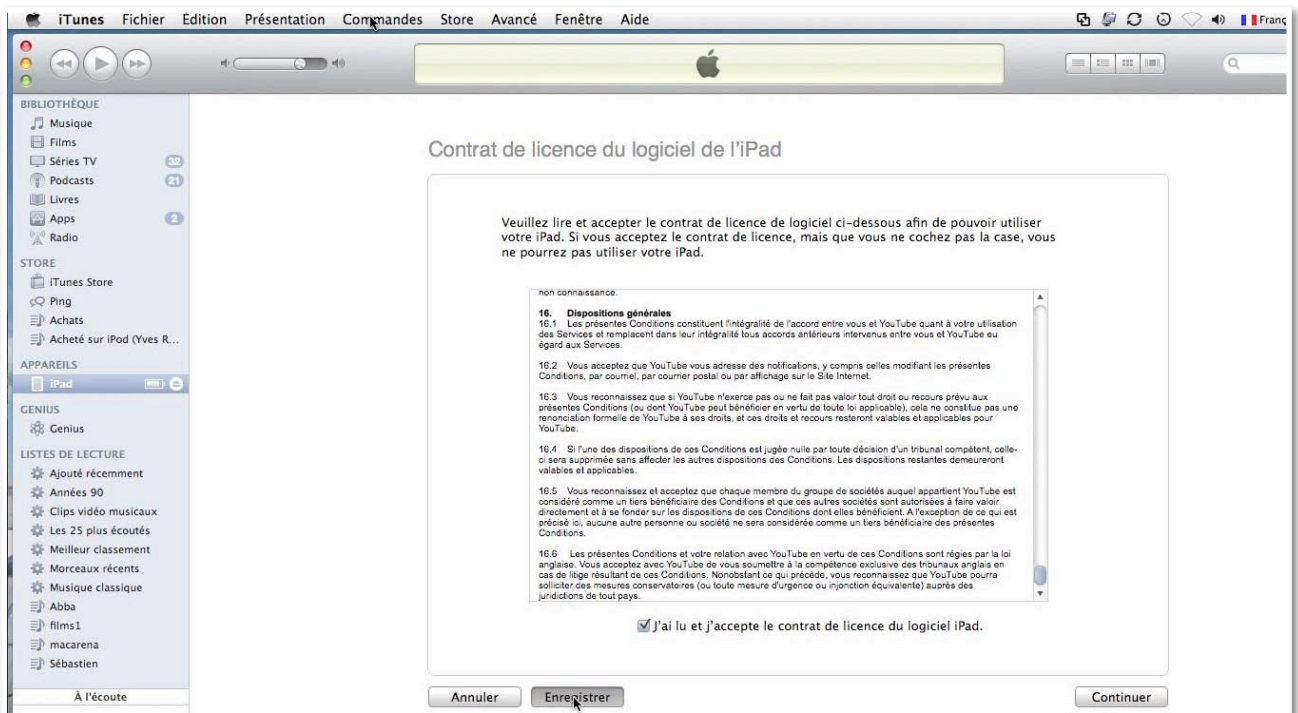 iTunes Fichier Édition Présentation Commandes Store Avancé Fenêtre Aide Franç
BIBLIOTHÈQUE
Musique
Films
Séries TV 32
Podcasts 21
Livres
Apps 2
Radio
STORE
iTunes Store
Ping
Achats
Acheté sur iPod (Yves R...
APPAREILS
iPad
GENIUS
Genius
LISTES DE LECTURE
Ajouté récemment
Années 90
Clips vidéo musicaux
Les 25 plus écoutés
Meilleur classement
Morceaux récents
Musique classique
Abba
films1
macarena
Sébastien
À l'écoute
Contrat de licence du logiciel de l'iPad
Veuillez lire et accepter le contrat de licence de logiciel ci-dessous afin de pouvoir utiliser
votre iPad. Si vous acceptez le contrat de licence, mais que vous ne cochez pas la case, vous
ne pourrez pas utiliser votre iPad.
non connaissance.
16. Dispositions générales
16.1 Les présentes Conditions constituent l'intégralité de l'accord entre vous et YouTube quant à votre utilisation
des Services et remplacent dans leur intégralité tous accords antérieurs intervenus entre vous et YouTube eu
égard aux Services.
16.2 Vous acceptez que YouTube vous adresse des notifications, y compris celles modifiant les présentes
Conditions, par courriel, par courrier postal ou par affichage sur le Site Internet.
16.3 Vous reconnaissez que si YouTube n'exerce pas ou ne fait pas valoir tout droit ou recours prévu aux
présentes Conditions (ou dont YouTube peut bénéficier en vertu de toute loi applicable), cela ne constitue pas une
renonciation formelle de YouTube à ses droits, et ces droits et recours resteront valables et applicables pour
YouTube.
16.4 Si l'une des dispositions de ces Conditions est jugée nulle par toute décision d'un tribunal compétent, celle-
ci sera supprimée sans affecter les autres dispositions des Conditions. Les dispositions restantes demeureront
valables et applicables.
16.5 Vous reconnaissez et acceptez que chaque membre du groupe de sociétés auquel appartient YouTube est
considéré comme un tiers bénéficiaire des Conditions et que ces autres sociétés sont autorisées à faire valoir
directement et à se fonder sur les dispositions de ces Conditions dont elles bénéficient. A l'exception de ce qui est
précisé ici, aucune autre personne ou société ne sera considérée comme un tiers bénéficiaire des présentes
Conditions.
16.6 Les présentes Conditions et votre relation avec YouTube en vertu de ces Conditions sont régies par la loi
anglaise. Vous acceptez avec YouTube de vous soumettre à la compétence exclusive des tribunaux anglais en
cas de litige résultant de ces Conditions. Nonobstant ce qui précède, vous reconnaissez que YouTube pourra
solliciter des mesures conservatoires (ou toute mesure d'urgence ou injonction équivalente) auprès des
juridictions de tout pays.
J'ai lu et j'accepte le contrat de licence du logiciel iPad.
Annuler Enregistrer Continuer